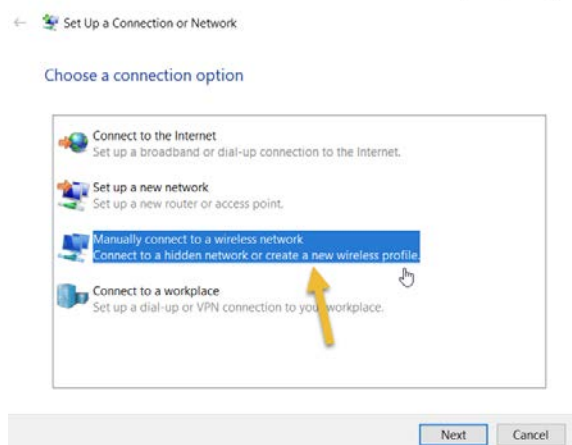 Set Up a Connection or Network
Choose a connection option
Connect to the Internet
Set up a broadband or dial-up connection to the Internet.
Set up a new network
Set up a new router or access point.
Manually connect to a wireless network
Connect to a hidden network or create a new wireless profile.
Connect to a workplace
Set up a dial-up or VPN connection to your workplace.
Next Cancel